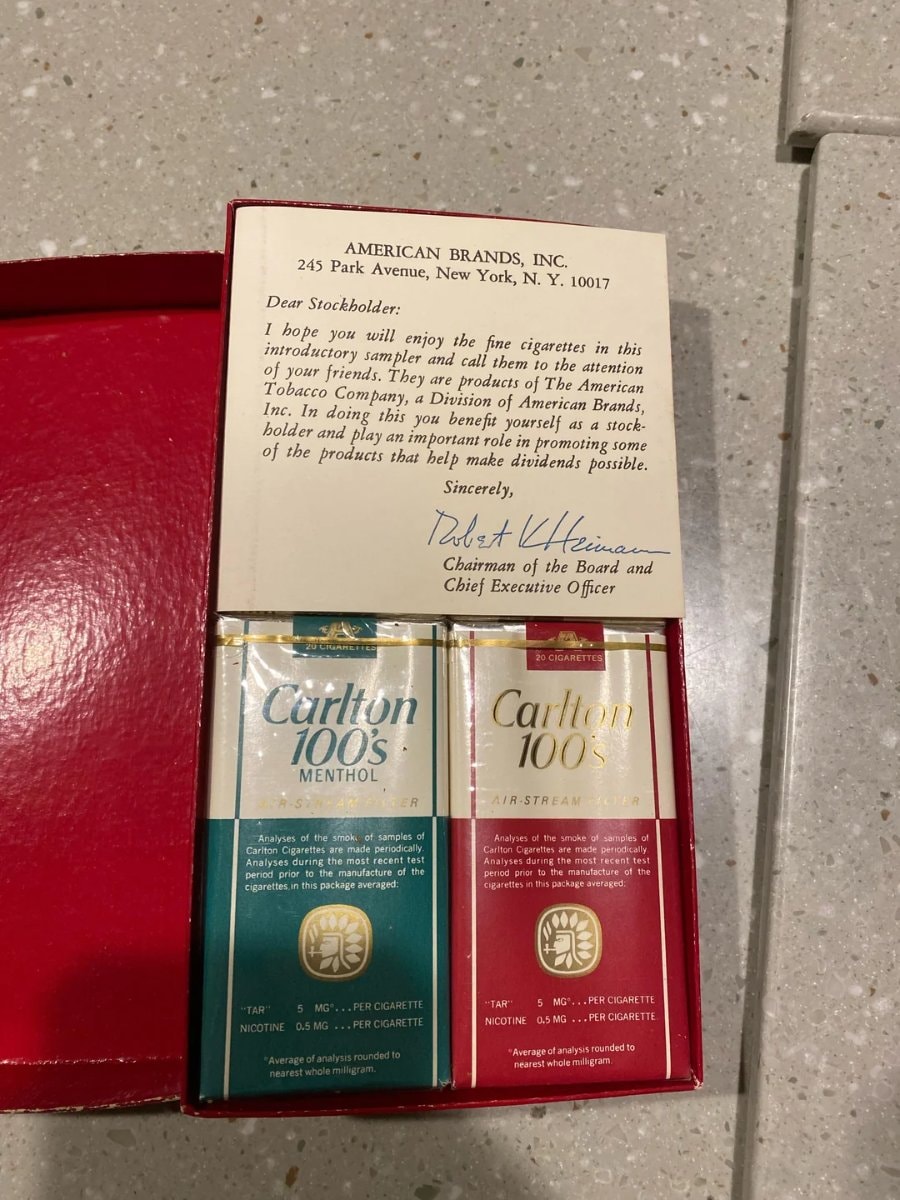 AMERICAN BRANDS, INC.
245 Park Avenue, New York, N. Y. 10017
Dear Stockholder:
I hope you will enjoy the fine cigarettes in this
introductory sampler and call them to the attention
of your friends. They are products of The American
Tobacco Company, a Division of American Brands,
Inc. In doing this you benefit yourself as a stock-
holder and play an important role in promoting some
of the products that help make dividends possible.
Sincerely,
Robert K Heimann
Chairman of the Board and
Chief Executive Officer
20 CIGARETTES
Carlton
100's
MENTHOL
AIR-STREAM FILTER
Analyses of the smoke of samples of
Carlton Cigarettes are made periodically.
Analyses during the most recent test
period prior to the manufacture of the
cigarettes in this package averaged:
"TAR" 5 MG*...PER CIGARETTE
NICOTINE 0.5 MG ...PER CIGARETTE
*Average of analysis rounded to
nearest whole milligram.
20 CIGARETTES
Carlton
100's
AIR-STREAM FILTER
Analyses of the smoke of samples of
Carlton Cigarettes are made periodically.
Analyses during the most recent test
period prior to the manufacture of the
cigarettes in this package averaged:
"TAR" 5 MG*...PER CIGARETTE
NICOTINE 0.5 MG ...PER CIGARETTE
*Average of analysis rounded to
nearest whole milligram.